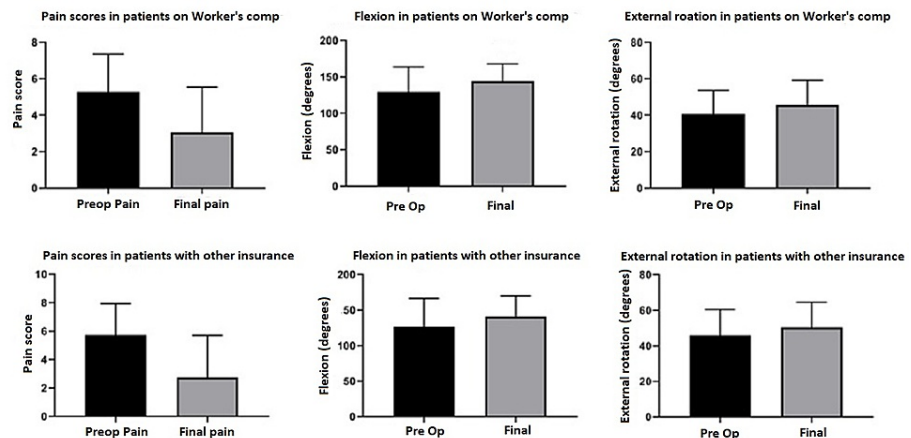 Pain scores in patients on Worker's comp
Pain score
8
6
4
2
0
Preop Pain
Final pain
Flexion in patients on Worker's comp
Flexion (degrees)
200
150
100
50
0
Pre Op
Final
External roation in patients on Worker's comp
External rotation (degrees)
80
60
40
20
0
Pre Op
Final
Pain scores in patients with other insurance
Pain score
10
8
6
4
2
0
Preop Pain
Final pain
Flexion in patients with other insurance
Flexion (degrees)
200
50
100
50
0
Pre Op
Final
External rotation in patients with other insurance
External rotation (degrees)
80
60
40
20
0
Pre Op
Final